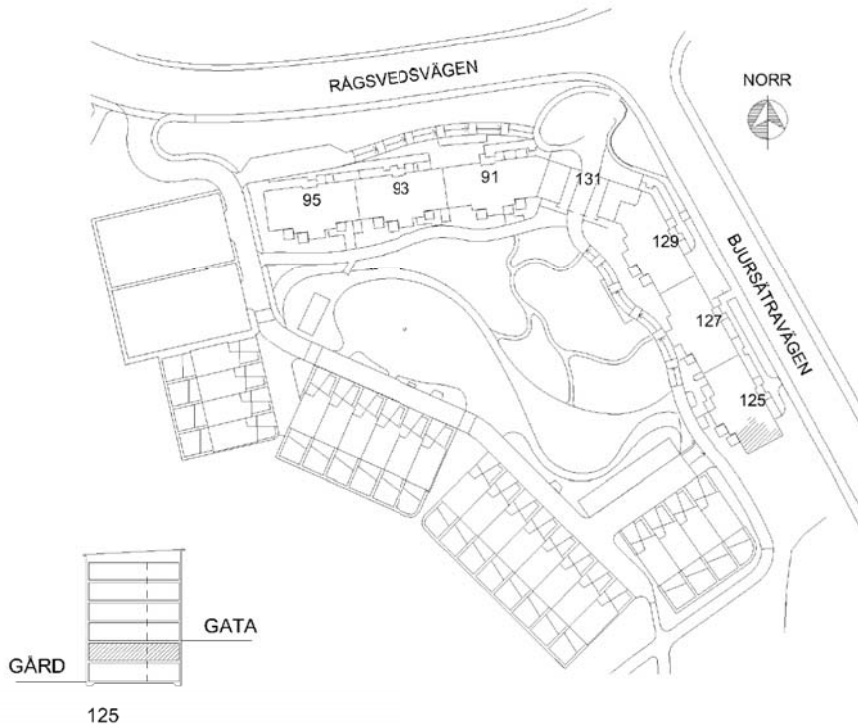 RÅGSVEDSVÄGEN
NORR
91
131
93
95
129
BJURSÄTRAVÄGEN
127
125
GATA
GÅRD
125